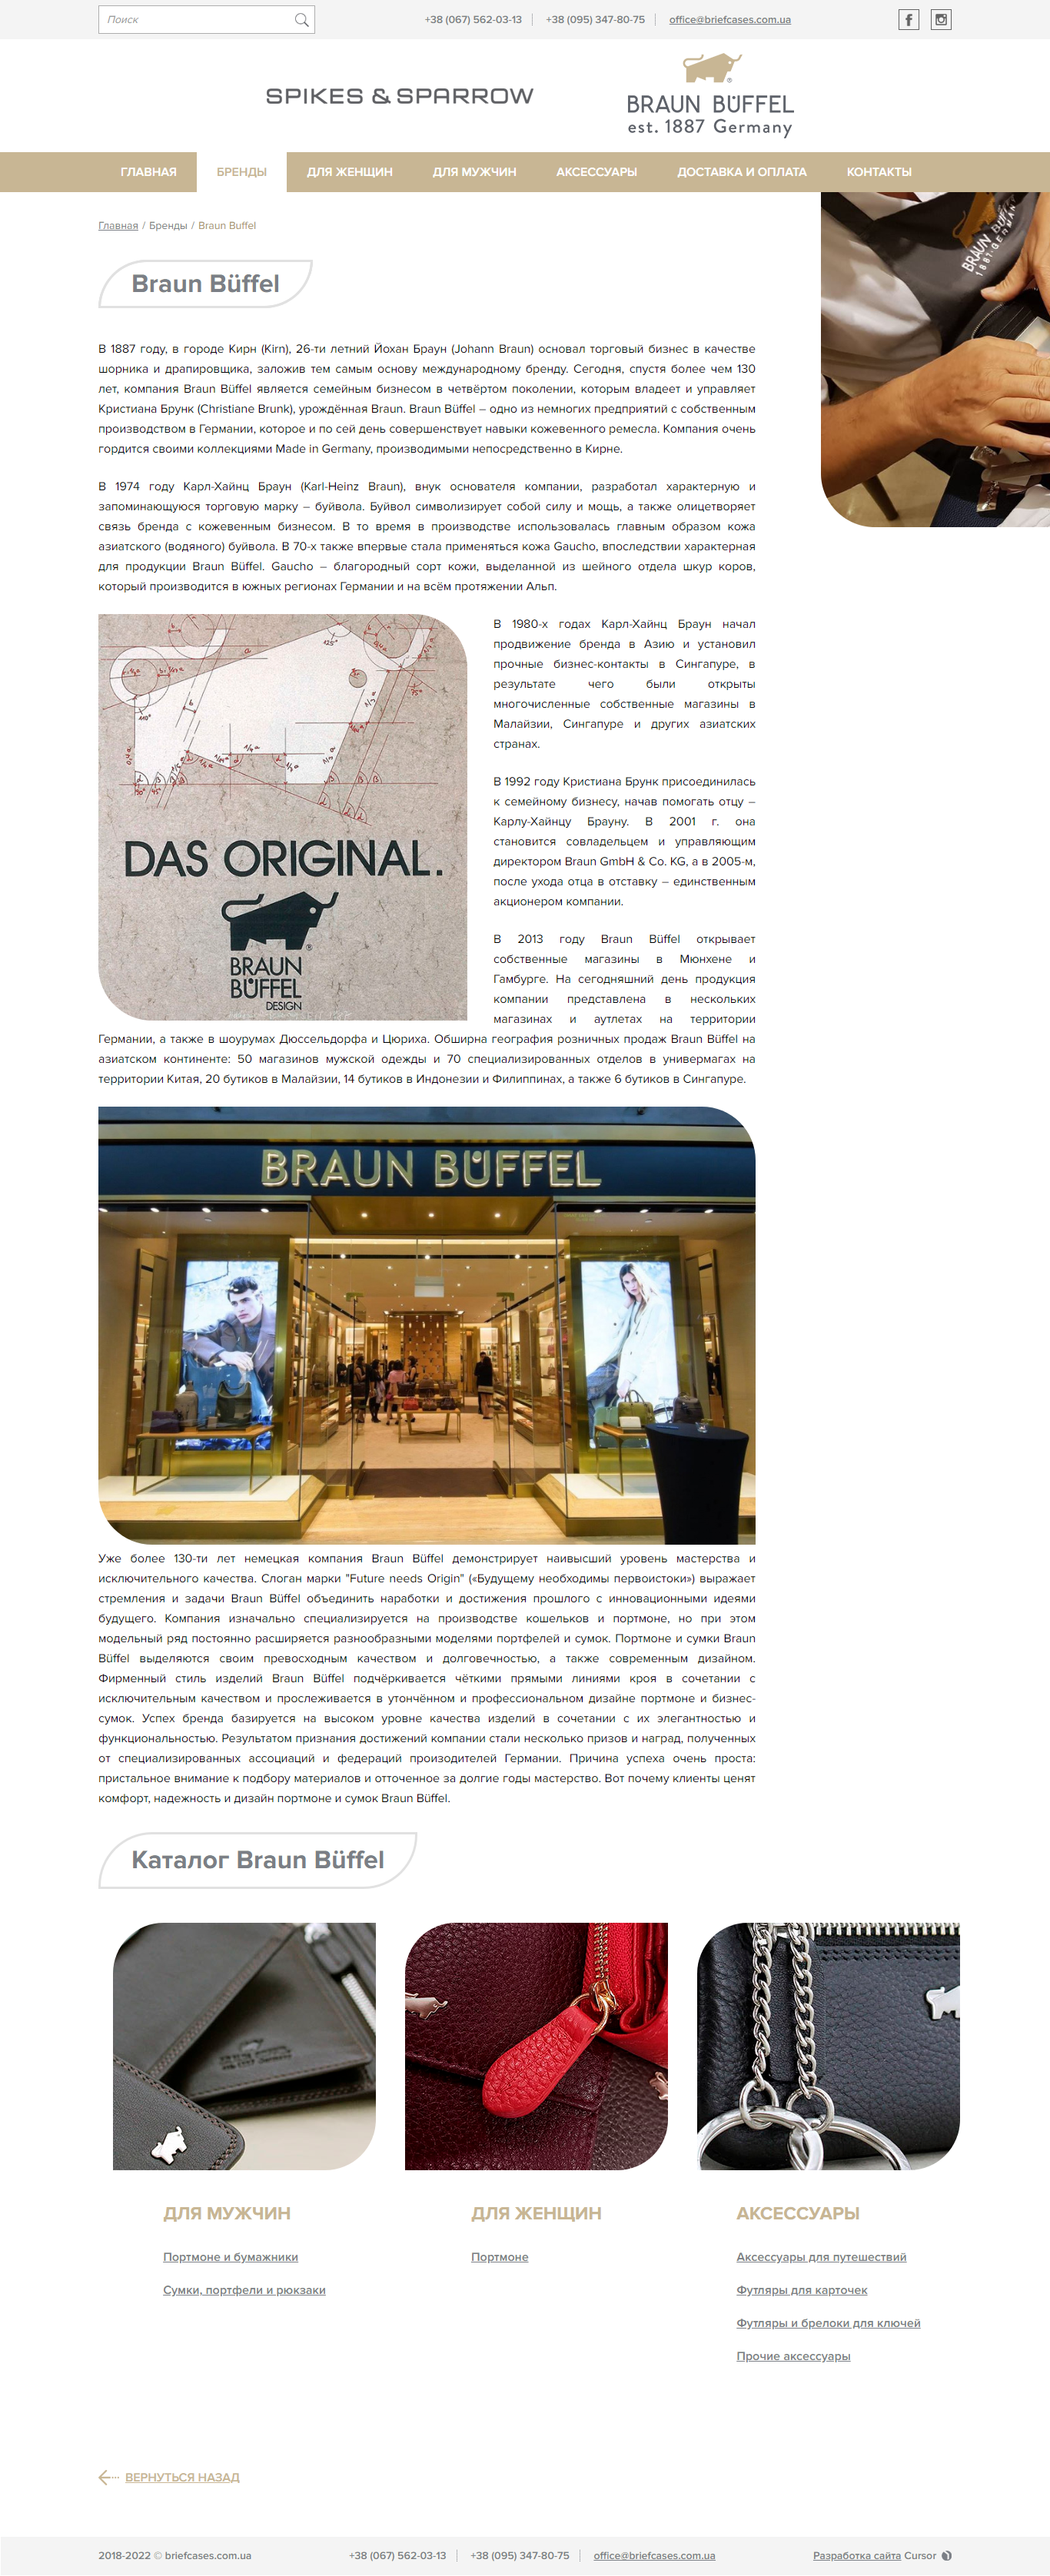 Поиск
+38 (067) 562-03-13
+38 (095) 347-80-75
office@briefcases.com.ua
SPIKES & SPARROW
BRAUN BÜFFEL
est. 1887 Germany
ГЛАВНАЯ
БРЕНДЫ
ДЛЯ ЖЕНЩИН
ДЛЯ МУЖЧИН
АКСЕССУАРЫ
ДОСТАВКА И ОПЛАТА
КОНТАКТЫ
Главная / Бренды / Braun Buffel
Braun Büffel
В 1887 году, в городе Кирн (Kirn), 26-ти летний Йохан Браун (Johann Braun) основал торговый бизнес в качестве
шорника и драпировщика, заложив тем самым основу международному бренду. Сегодня, спустя более чем 130
лет, компания Braun Büffel является семейным бизнесом в четвёртом поколении, которым владеет и управляет
Кристиана Брунк (Christiane Brunk), урождённая Braun. Braun Büffel – одно из немногих предприятий с собственным
производством в Германии, которое и по сей день совершенствует навыки кожевенного ремесла. Компания очень
гордится своими коллекциями Made in Germany, производимыми непосредственно в Кирне.
В 1974 году Карл-Хайнц Браун (Karl-Heinz Braun), внук основателя компании, разработал характерную и
запоминающуюся торговую марку – буйвола. Буйвол символизирует собой силу и мощь, а также олицетворяет
связь бренда с кожевенным бизнесом. В то время в производстве использовалась главным образом кожа
азиатского (водяного) буйвола. В 70-х также впервые стала применяться кожа Gaucho, впоследствии характерная
для продукции Braun Büffel. Gaucho – благородный сорт кожи, выделанной из шейного отдела шкур коров,
который производится в южных регионах Германии и на всём протяжении Альп.
DAS ORIGINAL.
BRAUN
BÜFFEL
DESIGN
В 1980-х годах Карл-Хайнц Браун начал
продвижение бренда в Азию и установил
прочные бизнес-контакты в Сингапуре, в
результате чего были открыты
многочисленные собственные магазины в
Малайзии, Сингапуре и других азиатских
странах.
В 1992 году Кристиана Брунк присоединилась
к семейному бизнесу, начав помогать отцу –
Карлу-Хайнцу Брауну. В 2001 г. она
становится совладельцем и управляющим
директором Braun GmbH & Co. KG, а в 2005-м,
после ухода отца в отставку – единственным
акционером компании.
В 2013 году Braun Büffel открывает
собственные магазины в Мюнхене и
Гамбурге. На сегодняшний день продукция
компании представлена в нескольких
магазинах и аутлетах на территории
Германии, а также в шоурумах Дюссельдорфа и Цюриха. Обширна география розничных продаж Braun Büffel на
азиатском континенте: 50 магазинов мужской одежды и 70 специализированных отделов в универмагах на
территории Китая, 20 бутиков в Малайзии, 14 бутиков в Индонезии и Филиппинах, а также 6 бутиков в Сингапуре.
BRAUN BÜFFEL
Уже более 130-ти лет немецкая компания Braun Büffel демонстрирует наивысший уровень мастерства и
исключительного качества. Слоган марки "Future needs Origin" («Будущему необходимы первоистоки») выражает
стремления и задачи Braun Büffel объединить наработки и достижения прошлого с инновационными идеями
будущего. Компания изначально специализируется на производстве кошельков и портмоне, но при этом
модельный ряд постоянно расширяется разнообразными моделями портфелей и сумок. Портмоне и сумки Braun
Büffel выделяются своим превосходным качеством и долговечностью, а также современным дизайном.
Фирменный стиль изделий Braun Büffel подчёркивается чёткими прямыми линиями кроя в сочетании с
исключительным качеством и прослеживается в утончённом и профессиональном дизайне портмоне и бизнес-
сумок. Успех бренда базируется на высоком уровне качества изделий в сочетании с их элегантностью и
функциональностью. Результатом признания достижений компании стали несколько призов и наград, полученных
от специализированных ассоциаций и федераций произодителей Германии. Причина успеха очень проста:
пристальное внимание к подбору материалов и отточенное за долгие годы мастерство. Вот почему клиенты ценят
комфорт, надежность и дизайн портмоне и сумок Braun Büffel.
Каталог Braun Büffel
ДЛЯ МУЖЧИН
Портмоне и бумажники
Сумки, портфели и рюкзаки
ДЛЯ ЖЕНЩИН
Портмоне
АКСЕССУАРЫ
Аксессуары для путешествий
Футляры для карточек
Футляры и брелоки для ключей
Прочие аксессуары
ВЕРНУТЬСЯ НАЗАД
2018-2022 © briefcases.com.ua
+38 (067) 562-03-13
+38 (095) 347-80-75
office@briefcases.com.ua
Разработка сайта Cursor